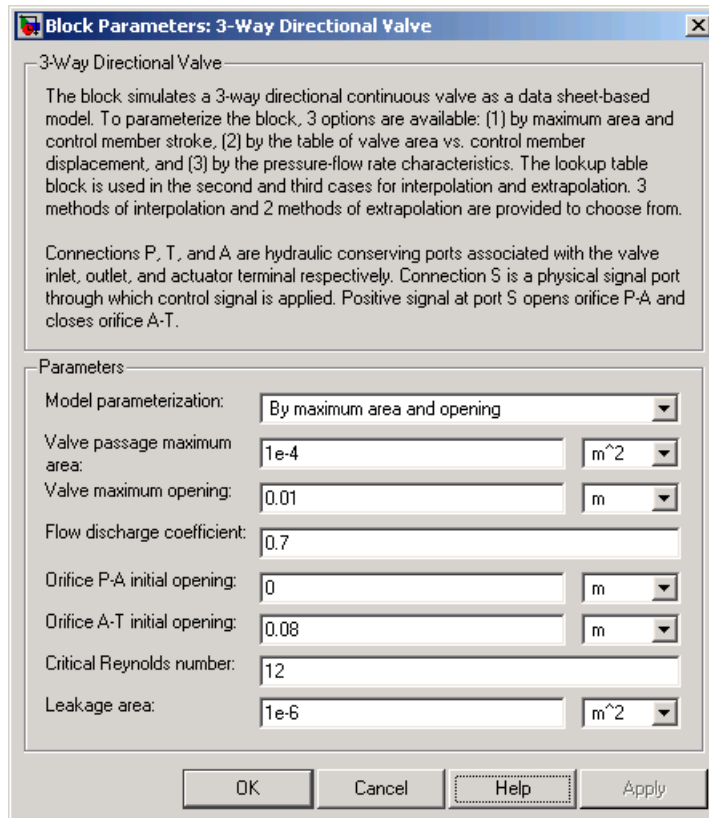 Block Parameters: 3-Way Directional Valve
3-Way Directional Valve
The block simulates a 3-way directional continuous valve as a data sheet-based
model. To parameterize the block, 3 options are available: (1) by maximum area and
control member stroke, (2) by the table of valve area vs. control member
displacement, and (3) by the pressure-flow rate characteristics. The lookup table
block is used in the second and third cases for interpolation and extrapolation. 3
methods of interpolation and 2 methods of extrapolation are provided to choose from.
Connections P, T, and A are hydraulic conserving ports associated with the valve
inlet, outlet, and actuator terminal respectively. Connection S is a physical signal port
through which control signal is applied. Positive signal at port S opens orifice P-A and
closes orifice A-T.
Parameters
Model parameterization: By maximum area and opening
Valve passage maximum
area: 1e-4 m^2
Valve maximum opening: 0.01 m
Flow discharge coefficient: 0.7
Orifice P-A initial opening: 0 m
Orifice A-T initial opening: 0.08 m
Critical Reynolds number: 12
Leakage area: 1e-6 m^2
OK Cancel Help Apply